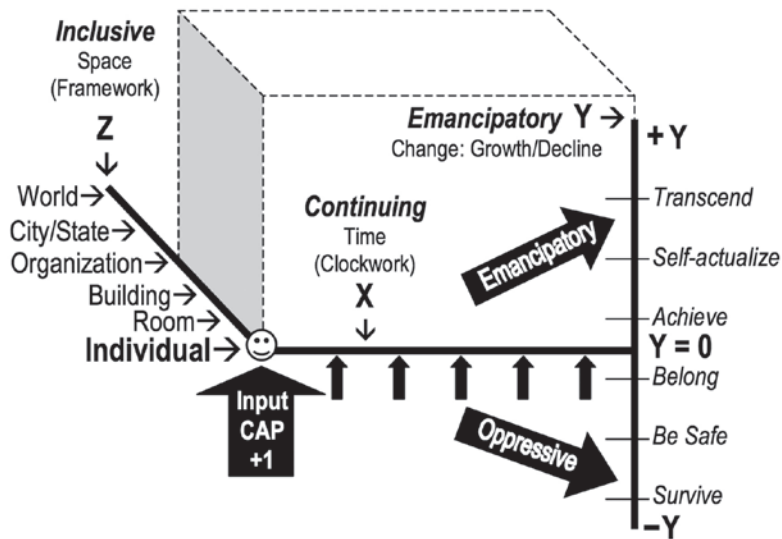 Inclusive
Space
(Framework)
Z
↓
World→
City/State→
Organization→
Building→
Room→
Individual→
Continuing
Time
(Clockwork)
X
↓
Emancipatory Y →
Change: Growth/Decline
+ Y
Transcend
Self-actualize
Achieve
Y = 0
Belong
Be Safe
Survive
–Y
Emancipatory
Oppressive
Input
CAP
+1